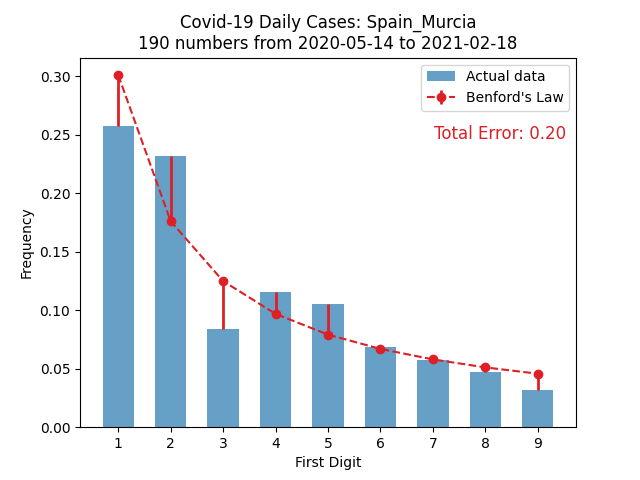 Covid-19 Daily Cases: Spain_Murcia
190 numbers from 2020-05-14 to 2021-02-18
Actual data
Benford's Law
Total Error: 0.20
0.30
0.25
0.20
0.15
0.10
0.05
0.00
Frequency
1 2 3 4 5 6 7 8 9
First Digit